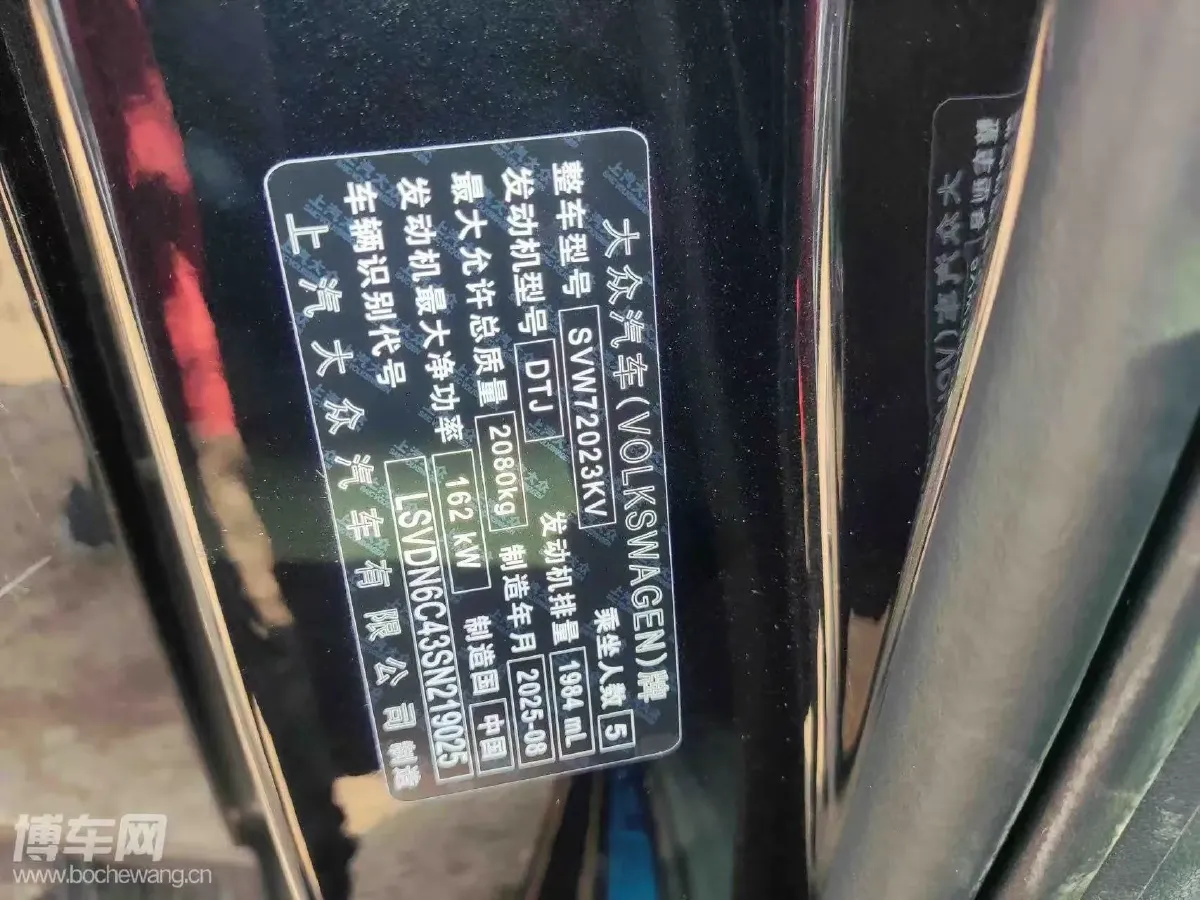 大众汽车(VOLKSWAGEN)牌
整车型号 SVW72023KV 乘坐人数 5
发动机型号 DTJ 发动机排量 1984 mL
最大允许总质量 2080kg 制造年月 2025-08
发动机最大净功率 162 kW 制造国 中国
车辆识别代号 LSVDN6C43SN219025
上汽大众汽车有限公司制造
博车网
www.bochewang.cn